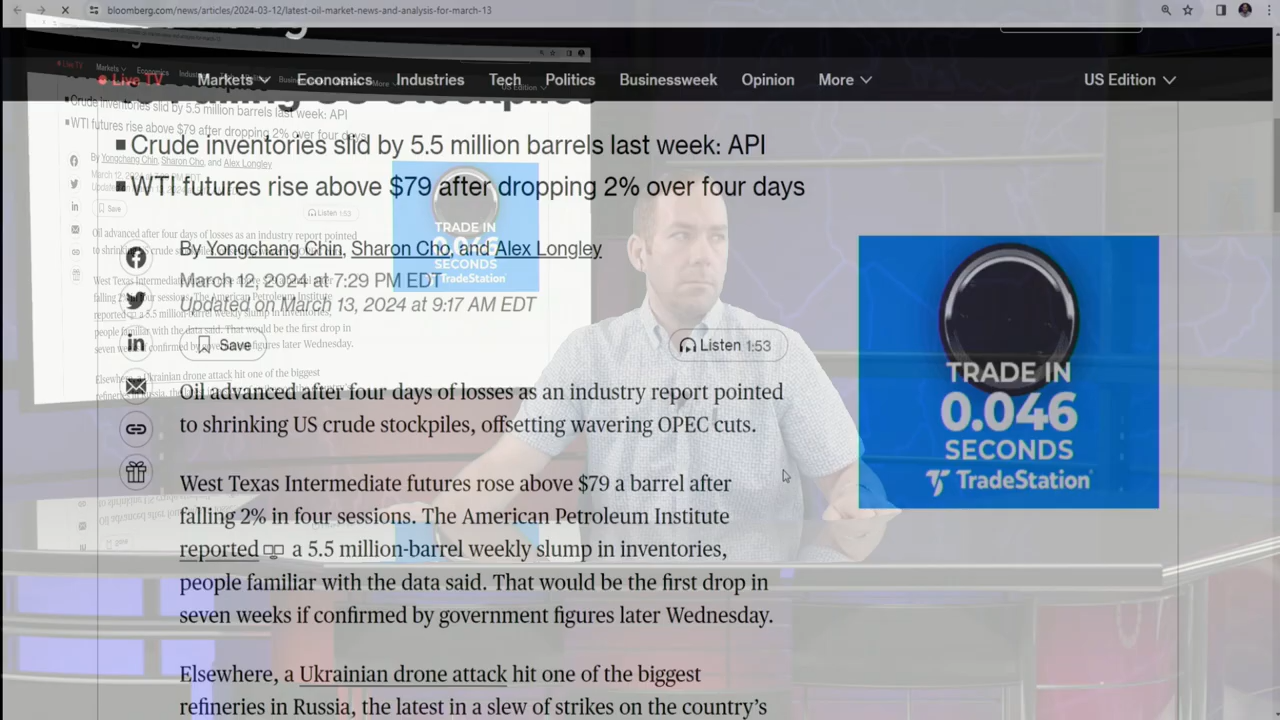 bloomberg.com/news/articles/2024-03-12/latest-oil-market-news-and-analysis-for-march-13
Live TV Markets Economics Industries Tech Politics Businessweek Opinion More US Edition
Crude inventories slid by 5.5 million barrels last week: API
WTI futures rise above $79 after dropping 2% over four days
By Yongchang Chin, Sharon Cho, and Alex Longley
March 12, 2024 at 7:29 PM EDT
Updated on March 13, 2024 at 9:17 AM EDT
Save
Listen 1:53
Oil advanced after four days of losses as an industry report pointed
to shrinking US crude stockpiles, offsetting wavering OPEC cuts.
West Texas Intermediate futures rose above $79 a barrel after
falling 2% in four sessions. The American Petroleum Institute
reported a 5.5 million-barrel weekly slump in inventories,
people familiar with the data said. That would be the first drop in
seven weeks if confirmed by government figures later Wednesday.
Elsewhere, a Ukrainian drone attack hit one of the biggest
refineries in Russia, the latest in a slew of strikes on the country's
TRADE IN
0.046
SECONDS
TradeStation